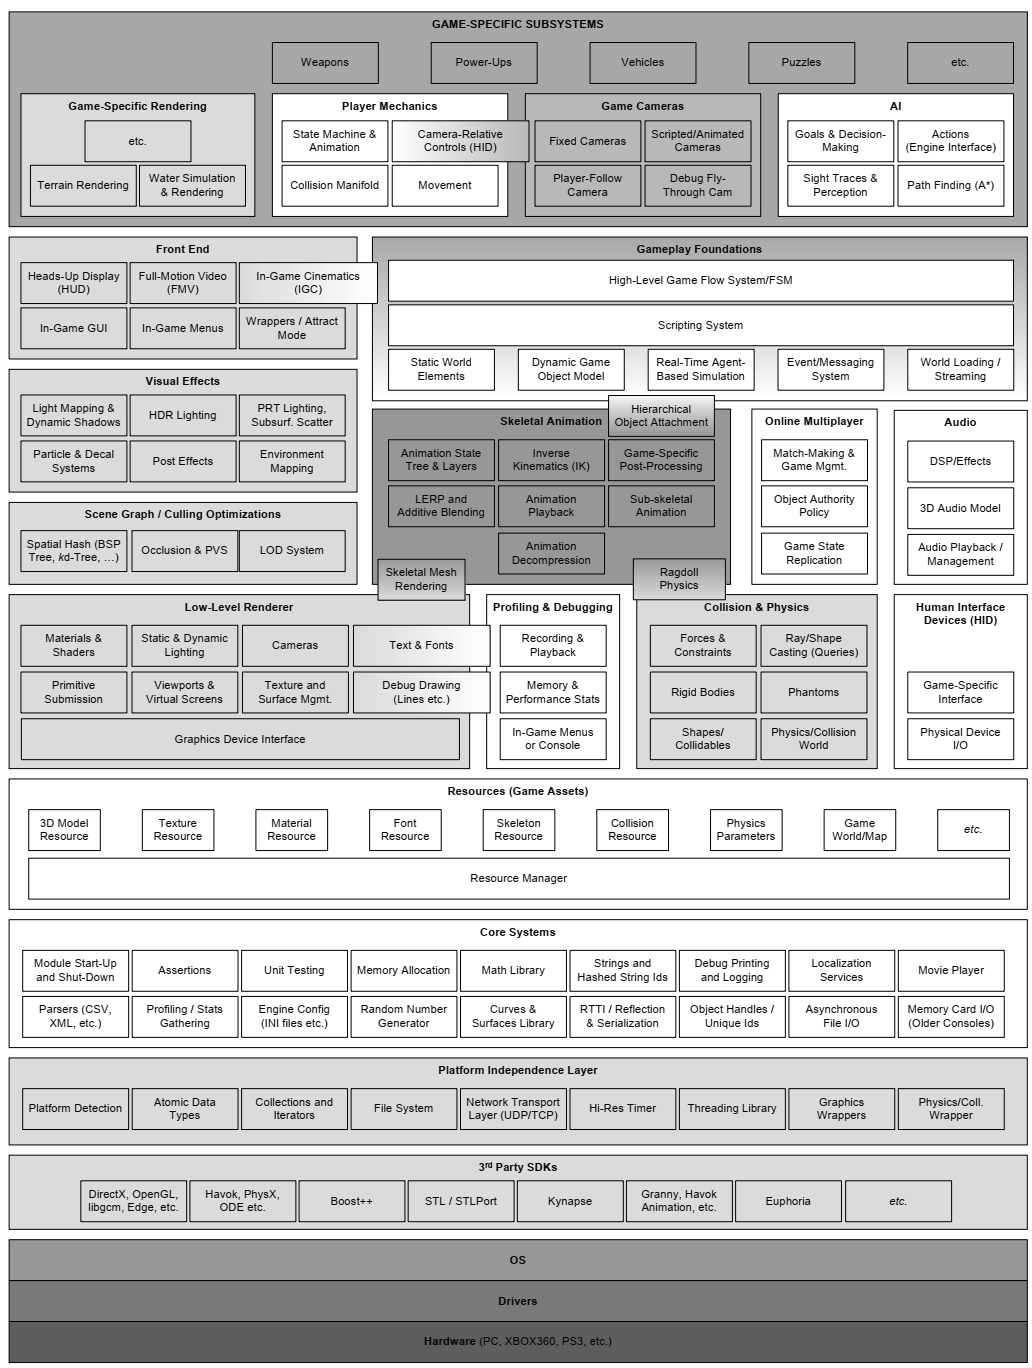 GAME-SPECIFIC SUBSYSTEMS
Weapons
Power-Ups
Vehicles
Puzzles
etc.
Game-Specific Rendering
etc.
Terrain Rendering
Water Simulation
& Rendering
Player Mechanics
State Machine &
Animation
Camera-Relative
Controls (HID)
Collision Manifold
Movement
Game Cameras
Fixed Cameras
Scripted/Animated
Cameras
Player-Follow
Camera
Debug Fly-
Through Cam
AI
Goals & Decision-
Making
Actions
(Engine Interface)
Sight Traces &
Perception
Path Finding (A*)
Front End
Heads-Up Display
(HUD)
Full-Motion Video
(FMV)
In-Game Cinematics
(IGC)
In-Game GUI
In-Game Menus
Wrappers / Attract
Mode
Gameplay Foundations
High-Level Game Flow System/FSM
Scripting System
Static World
Elements
Dynamic Game
Object Model
Real-Time Agent-
Based Simulation
Event/Messaging
System
World Loading /
Streaming
Visual Effects
Light Mapping &
Dynamic Shadows
HDR Lighting
PRT Lighting,
Subsurf. Scatter
Particle & Decal
Systems
Post Effects
Environment
Mapping
Skeletal Animation
Hierarchical
Object Attachment
Animation State
Tree & Layers
Inverse
Kinematics (IK)
Game-Specific
Post-Processing
LERP and
Additive Blending
Animation
Playback
Sub-skeletal
Animation
Animation
Decompression
Skeletal Mesh
Rendering
Ragdoll
Physics
Online Multiplayer
Match-Making &
Game Mgmt.
Object Authority
Policy
Game State
Replication
Audio
DSP/Effects
3D Audio Model
Audio Playback /
Management
Scene Graph / Culling Optimizations
Spatial Hash (BSP
Tree, kd-Tree, …)
Occlusion & PVS
LOD System
Low-Level Renderer
Materials &
Shaders
Static & Dynamic
Lighting
Cameras
Text & Fonts
Primitive
Submission
Viewports &
Virtual Screens
Texture and
Surface Mgmt.
Debug Drawing
(Lines etc.)
Graphics Device Interface
Profiling & Debugging
Recording &
Playback
Memory &
Performance Stats
In-Game Menus
or Console
Collision & Physics
Forces &
Constraints
Ray/Shape
Casting (Queries)
Rigid Bodies
Phantoms
Shapes/
Collidables
Physics/Collision
World
Human Interface
Devices (HID)
Game-Specific
Interface
Physical Device
I/O
Resources (Game Assets)
3D Model
Resource
Texture
Resource
Material
Resource
Font
Resource
Skeleton
Resource
Collision
Resource
Physics
Parameters
Game
World/Map
etc.
Resource Manager
Core Systems
Module Start-Up
and Shut-Down
Assertions
Unit Testing
Memory Allocation
Math Library
Strings and
Hashed String Ids
Debug Printing
and Logging
Localization
Services
Movie Player
Parsers (CSV,
XML, etc.)
Profiling / Stats
Gathering
Engine Config
(INI files etc.)
Random Number
Generator
Curves &
Surfaces Library
RTTI / Reflection
& Serialization
Object Handles /
Unique Ids
Asynchronous
File I/O
Memory Card I/O
(Older Consoles)
Platform Independence Layer
Platform Detection
Atomic Data
Types
Collections and
Iterators
File System
Network Transport
Layer (UDP/TCP)
Hi-Res Timer
Threading Library
Graphics
Wrappers
Physics/Coll.
Wrapper
3rd Party SDKs
DirectX, OpenGL,
libgcm, Edge, etc.
Havok, PhysX,
ODE etc.
Boost++
STL / STLPort
Kynapse
Granny, Havok
Animation, etc.
Euphoria
etc.
OS
Drivers
Hardware (PC, XBOX360, PS3, etc.)